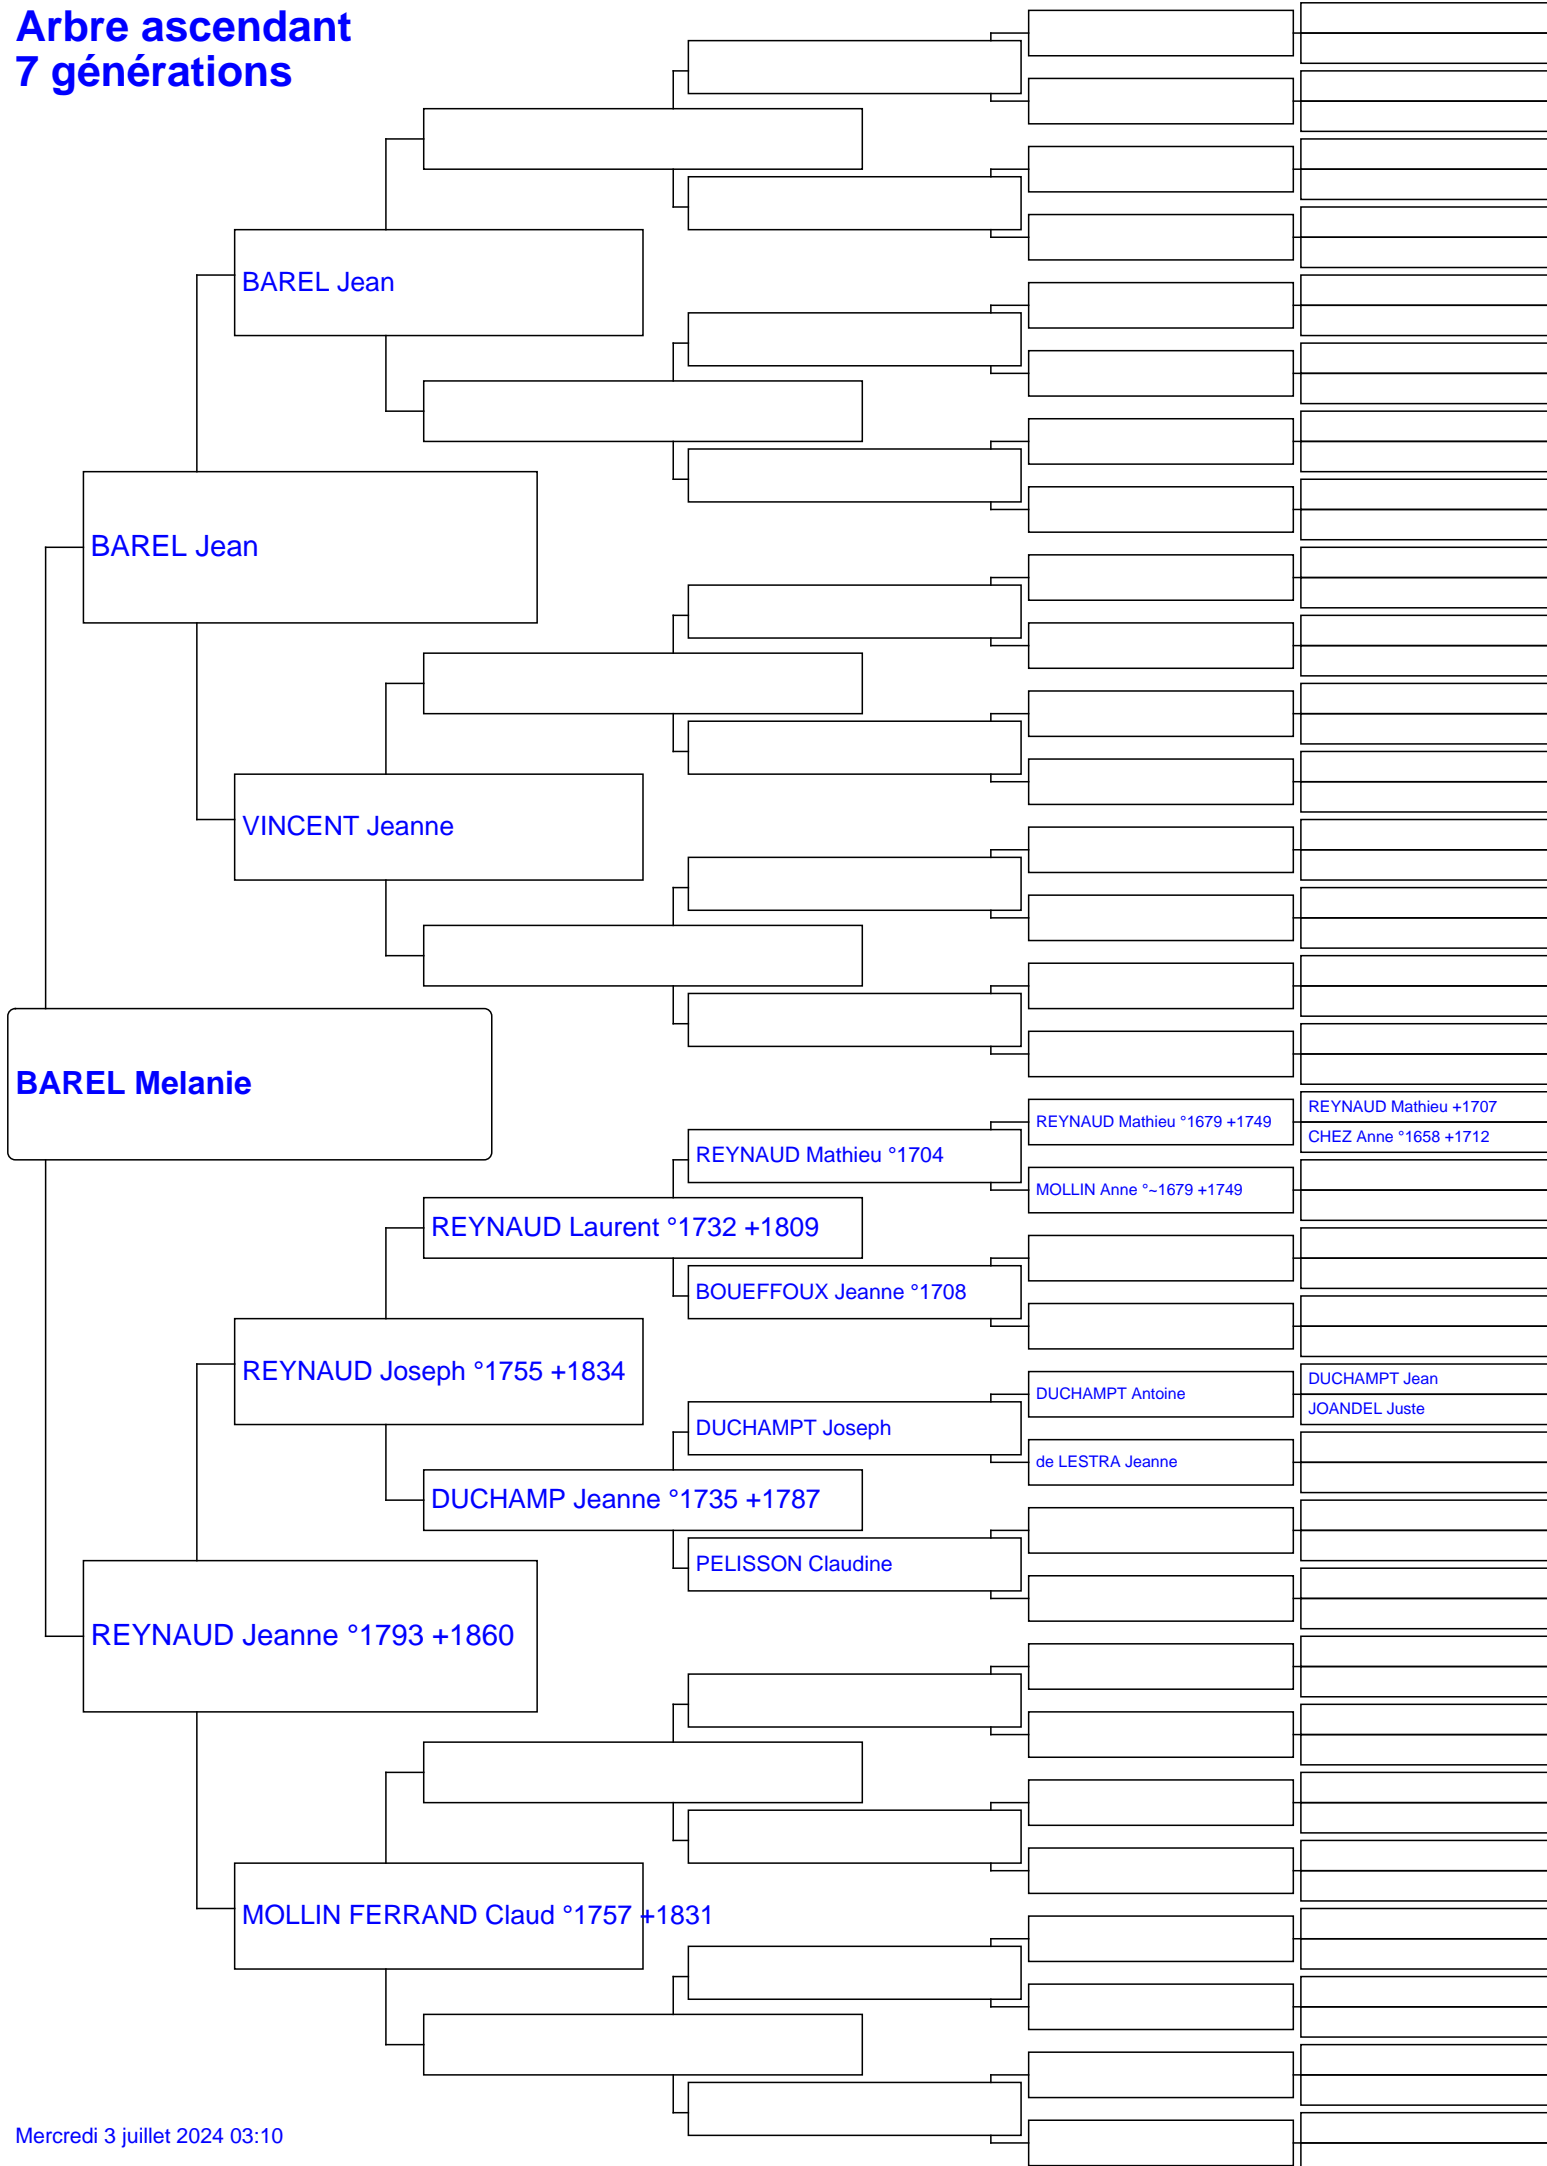 Arbre ascendant
7 générations
BAREL Jean
BAREL Jean
VINCENT Jeanne
BAREL Melanie
REYNAUD Mathieu +1707
REYNAUD Mathieu °1679 +1749
CHEZ Anne °1658 +1712
REYNAUD Mathieu °1704
MOLLIN Anne °~1679 +1749
REYNAUD Laurent °1732 +1809
BOUEFFOUX Jeanne °1708
REYNAUD Joseph °1755 +1834
DUCHAMPT Jean
DUCHAMPT Antoine
JOANDEL Juste
DUCHAMPT Joseph
de LESTRA Jeanne
DUCHAMP Jeanne °1735 +1787
PELISSON Claudine
REYNAUD Jeanne °1793 +1860
MOLLIN FERRAND Claud °1757 +1831
Mercredi 3 juillet 2024 03:10